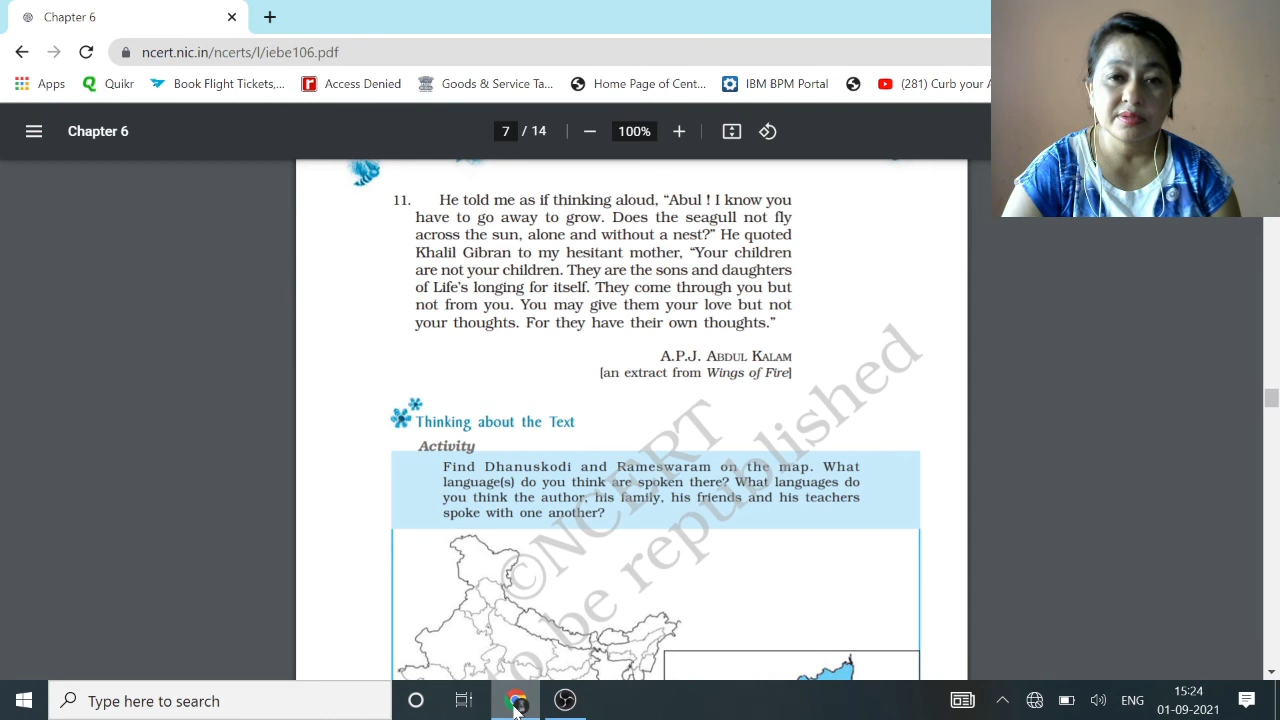 Chapter 6
ncert.nic.in/ncerts/l/iebe106.pdf
Apps Quikr Book Flight Tickets,... Access Denied Goods & Service Ta... Home Page of Cent... IBM BPM Portal (281) Curb your A
Chapter 6 7 / 14 100%
11. He told me as if thinking aloud, “Abul ! I know you
have to go away to grow. Does the seagull not fly
across the sun, alone and without a nest?” He quoted
Khalil Gibran to my hesitant mother, “Your children
are not your children. They are the sons and daughters
of Life’s longing for itself. They come through you but
not from you. You may give them your love but not
your thoughts. For they have their own thoughts.”
A.P.J. ABDUL KALAM
[an extract from Wings of Fire]
Thinking about the Text
Activity
Find Dhanuskodi and Rameswaram on the map. What
language(s) do you think are spoken there? What languages do
you think the author, his family, his friends and his teachers
spoke with one another?
©NCERT
to be republished
Type here to search
ENG
15:24
01-09-2021